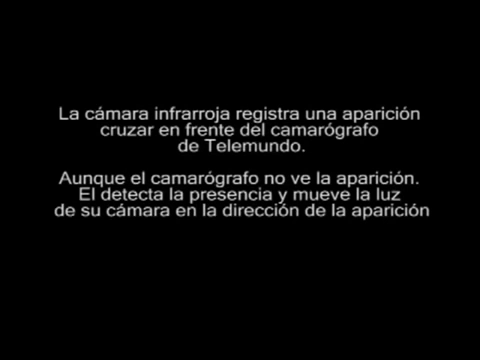 La cámara infrarroja registra una aparición
cruzar en frente del camarógrafo
de Telemundo.
Aunque el camarógrafo no ve la aparición.
El detecta la presencia y mueve la luz
de su cámara en la dirección de la aparición